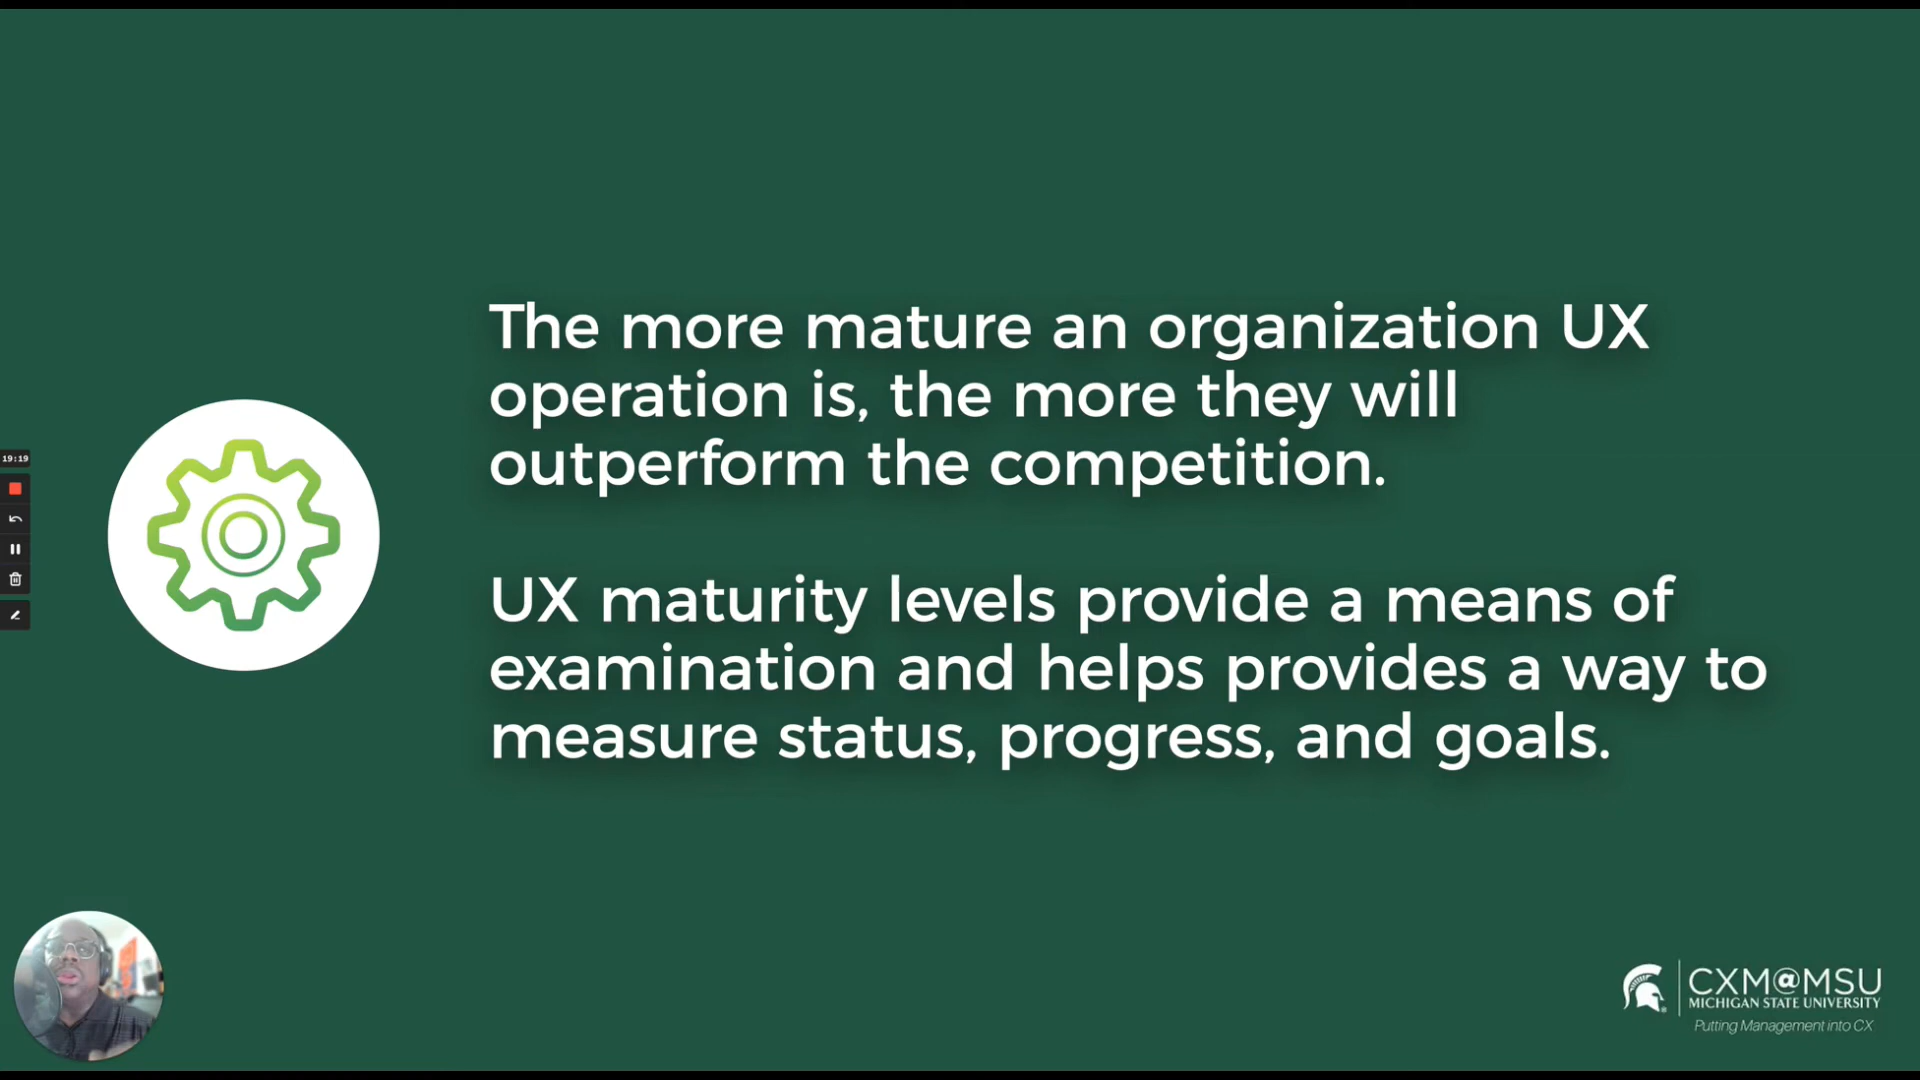 The more mature an organization UX
operation is, the more they will
outperform the competition.
UX maturity levels provide a means of
examination and helps provides a way to
measure status, progress, and goals.
19:19
CXM@MSU
MICHIGAN STATE UNIVERSITY
Putting Management into CX